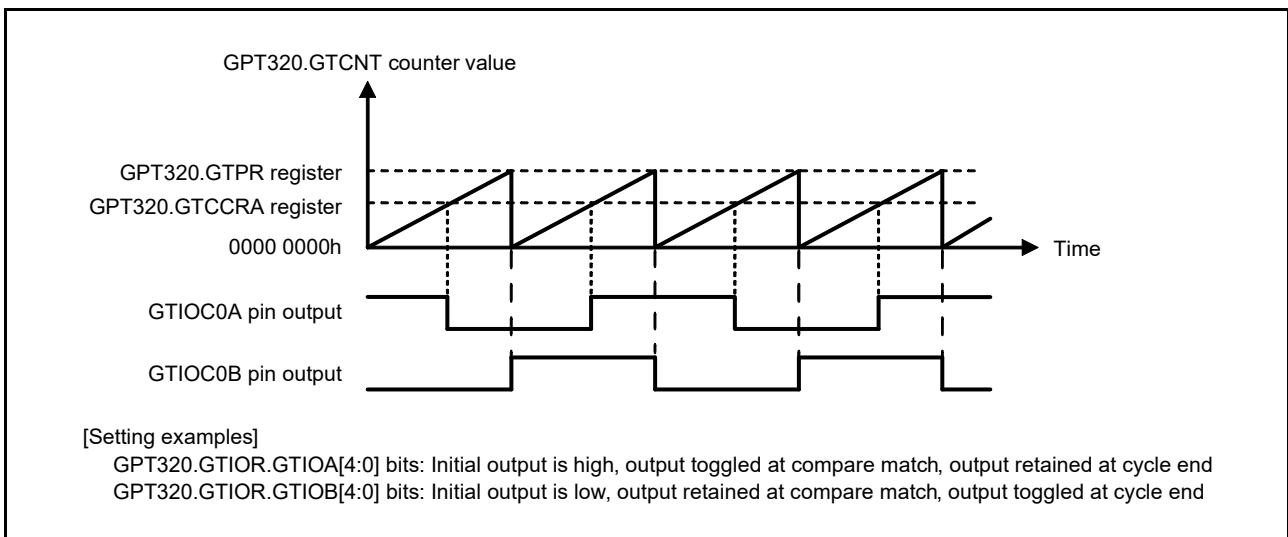 GPT320.GTCNT counter value
GPT320.GTPR register
GPT320.GTCCRA register
0000 0000h
Time
GTIOC0A pin output
GTIOC0B pin output
[Setting examples]
GPT320.GTIOR.GTIOA[4:0] bits: Initial output is high, output toggled at compare match, output retained at cycle end
GPT320.GTIOR.GTIOB[4:0] bits: Initial output is low, output retained at compare match, output toggled at cycle end